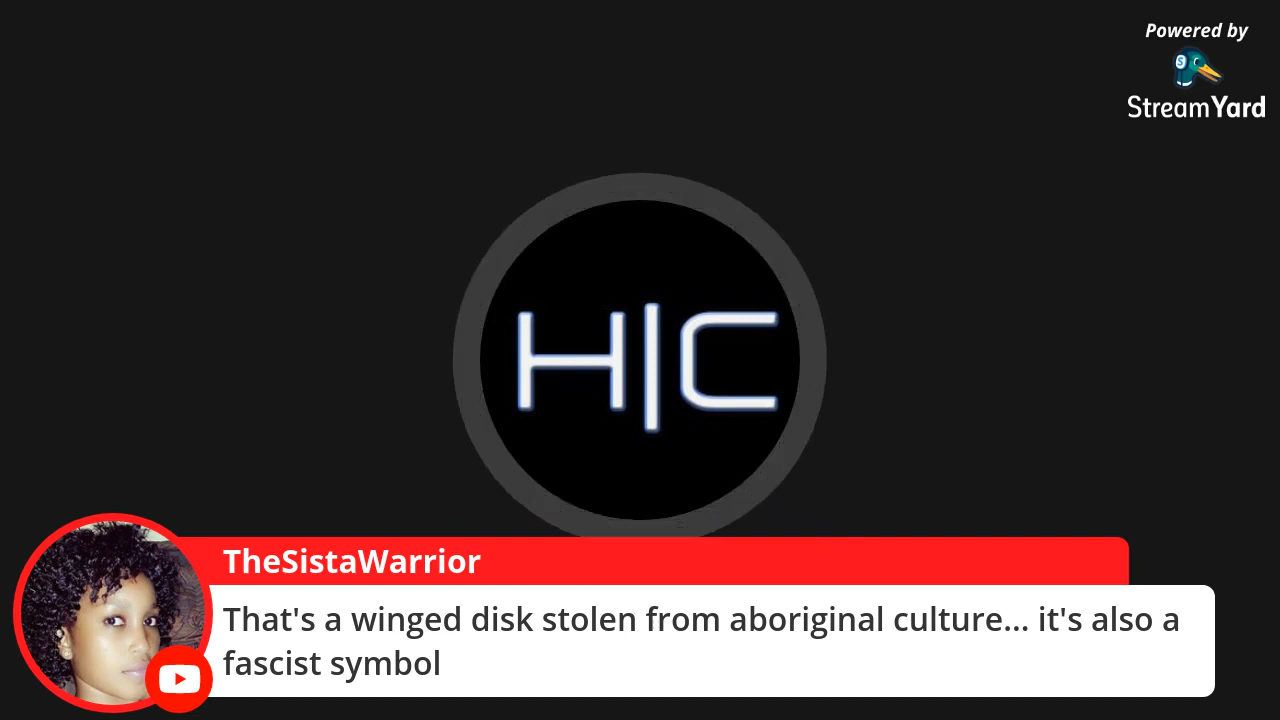 Powered by
StreamYard
H|C
TheSistaWarrior
That's a winged disk stolen from aboriginal culture... it's also a
fascist symbol